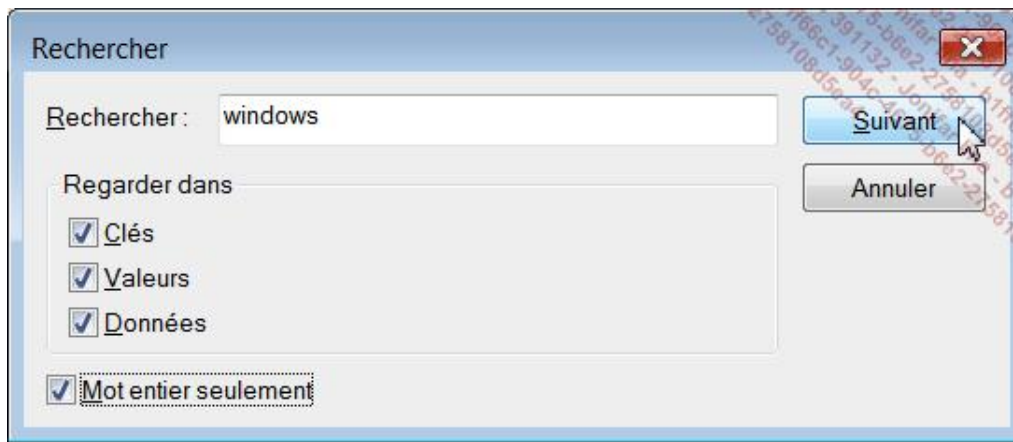 Rechercher
Rechercher : windows
Suivant
Annuler
Regarder dans
Clés
Valeurs
Données
Mot entier seulement